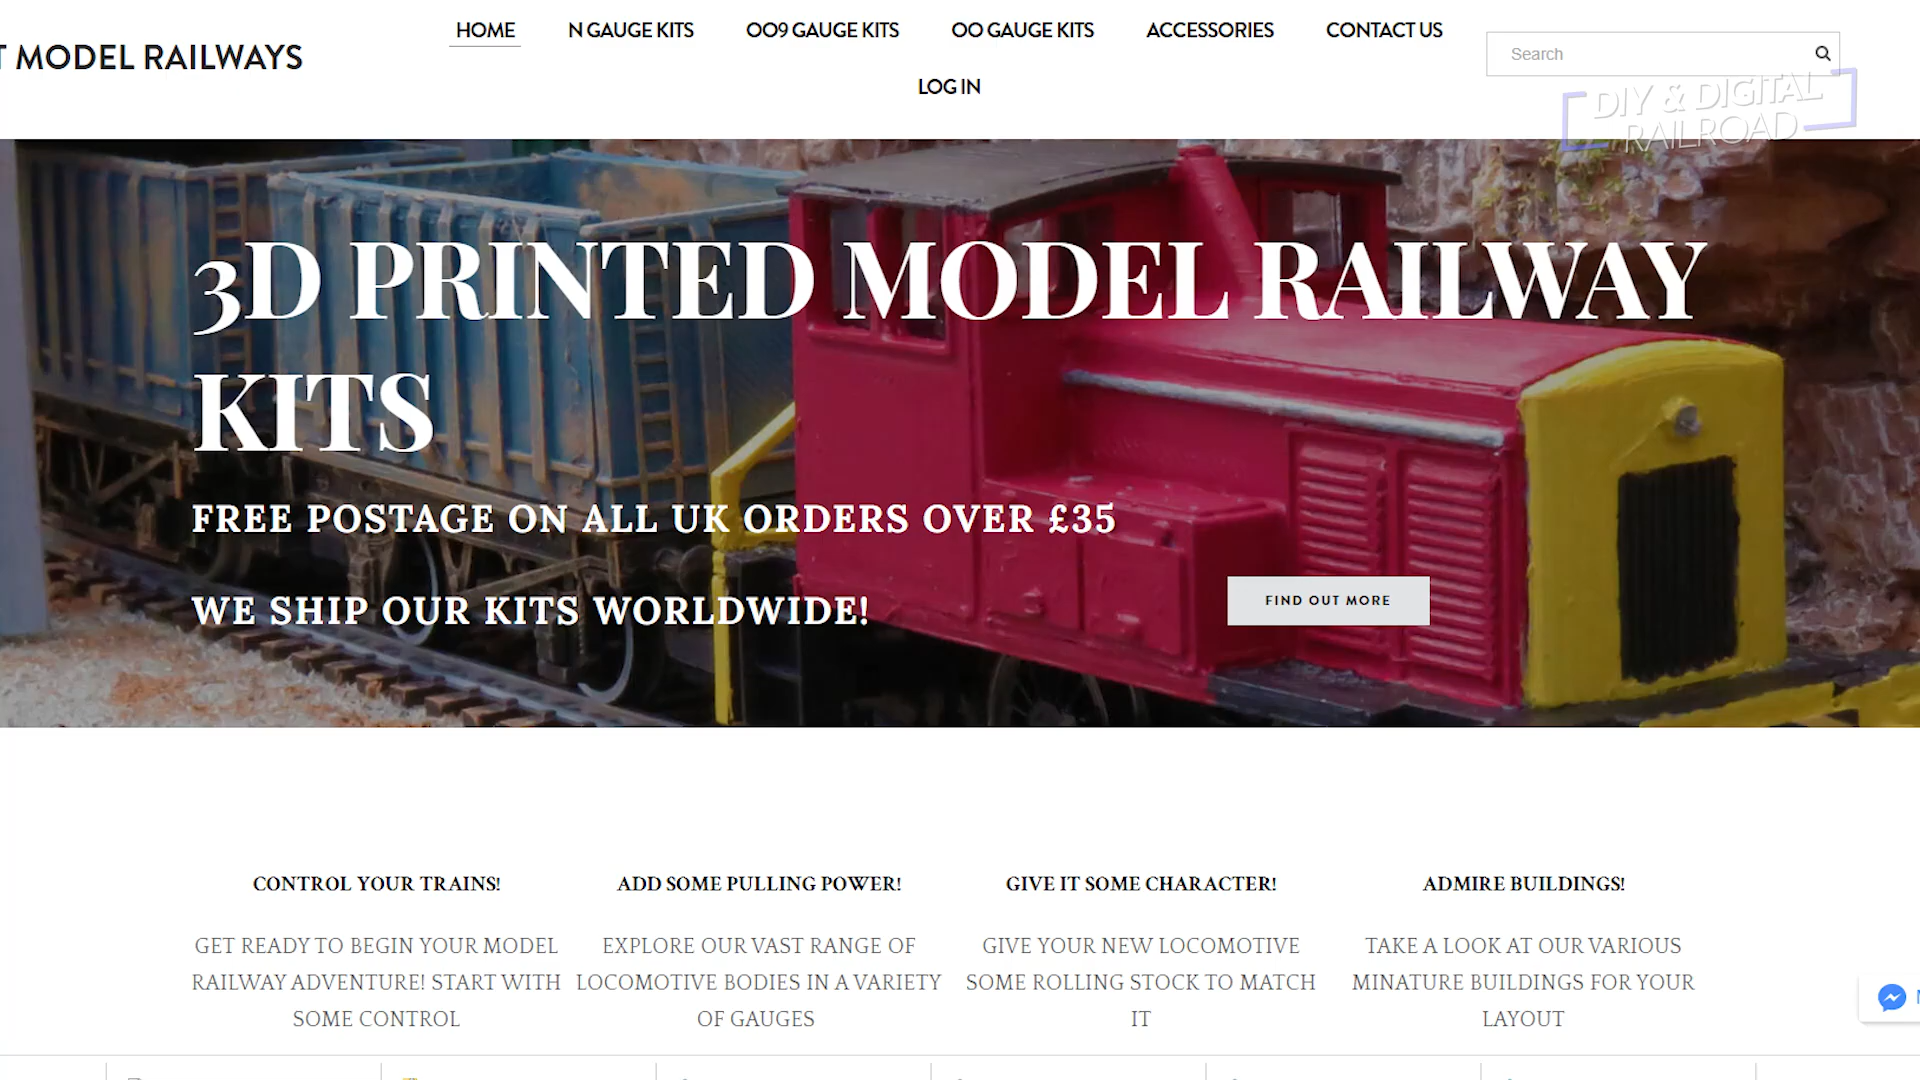 T MODEL RAILWAYS
HOME
N GAUGE KITS
OO9 GAUGE KITS
OO GAUGE KITS
ACCESSORIES
CONTACT US
LOG IN
Search
DIY & DIGITAL
RAILROAD
3D PRINTED MODEL RAILWAY
KITS
FREE POSTAGE ON ALL UK ORDERS OVER £35
WE SHIP OUR KITS WORLDWIDE!
FIND OUT MORE
CONTROL YOUR TRAINS!
GET READY TO BEGIN YOUR MODEL
RAILWAY ADVENTURE! START WITH
SOME CONTROL
ADD SOME PULLING POWER!
EXPLORE OUR VAST RANGE OF
LOCOMOTIVE BODIES IN A VARIETY
OF GAUGES
GIVE IT SOME CHARACTER!
GIVE YOUR NEW LOCOMOTIVE
SOME ROLLING STOCK TO MATCH
IT
ADMIRE BUILDINGS!
TAKE A LOOK AT OUR VARIOUS
MINATURE BUILDINGS FOR YOUR
LAYOUT